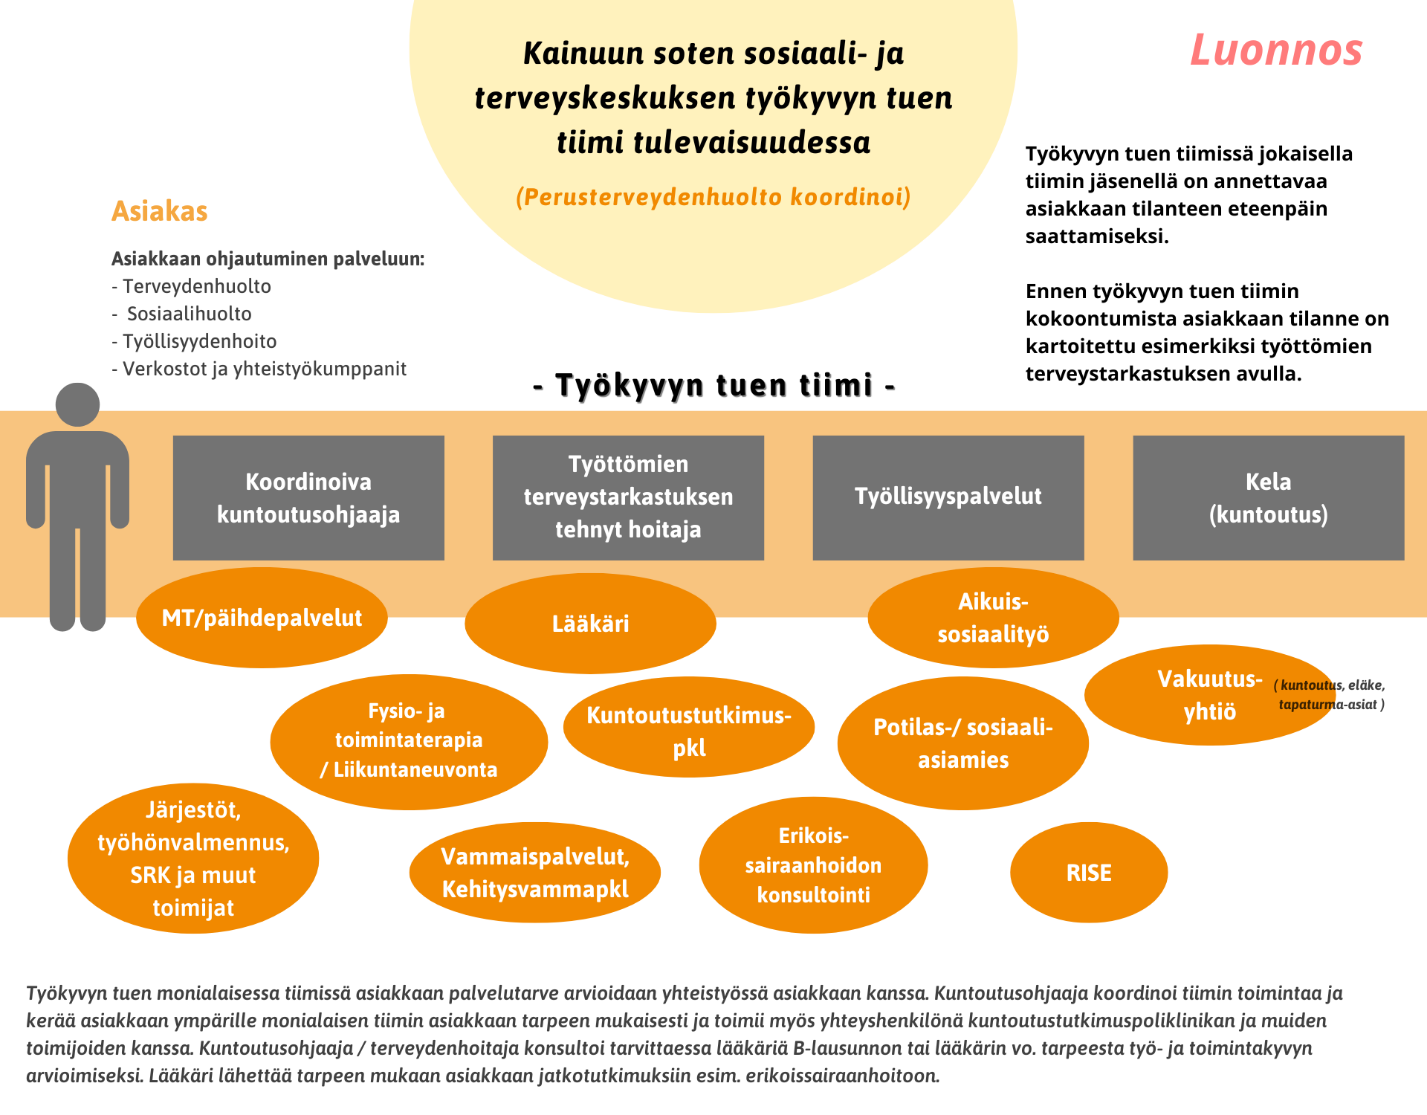 Kainuun soten sosiaali- ja
terveyskeskuksen työkyvyn tuen
tiimi tulevaisuudessa
(Perusterveydenhuolto koordinoi)
Luonnos
Työkyvyn tuen tiimissä jokaisella
tiimin jäsenellä on annettavaa
asiakkaan tilanteen eteenpäin
saattamiseksi.
Ennen työkyvyn tuen tiimin
kokoontumista asiakkaan tilanne on
kartoitettu esimerkiksi työttömien
terveystarkastuksen avulla.
Asiakas
Asiakkaan ohjautuminen palveluun:
- Terveydenhuolto
- Sosiaalihuolto
- Työllisyydenhoito
- Verkostot ja yhteistyökumppanit
- Työkyvyn tuen tiimi -
Koordinoiva
kuntoutusohjaaja
Työttömien
terveystarkastuksen
tehnyt hoitaja
Työllisyyspalvelut
Kela
(kuntoutus)
MT/päihdepalvelut
Lääkäri
Aikuis-
sosiaalityö
Vakuutus-
yhtiö
( kuntoutus, eläke,
tapaturma-asiat )
Fysio- ja
toimintaterapia
/ Liikuntaneuvonta
Kuntoutustutkimus-
pkl
Potilas-/ sosiaali-
asiamies
Järjestöt,
työhönvalmennus,
SRK ja muut
toimijat
Vammaispalvelut,
Kehitysvammapkl
Erikois-
sairaanhoidon
konsultointi
RISE
Työkyvyn tuen monialaisessa tiimissä asiakkaan palvelutarve arvioidaan yhteistyössä asiakkaan kanssa. Kuntoutusohjaaja koordinoi tiimin toimintaa ja
kerää asiakkaan ympärille monialaisen tiimin asiakkaan tarpeen mukaisesti ja toimii myös yhteyshenkilönä kuntoutustutkimuspoliklinikan ja muiden
toimijoiden kanssa. Kuntoutusohjaaja / terveydenhoitaja konsultoi tarvittaessa lääkäriä B-lausunnon tai lääkärin vo. tarpeesta työ- ja toimintakyvyn
arvioimiseksi. Lääkäri lähettää tarpeen mukaan asiakkaan jatkotutkimuksiin esim. erikoissairaanhoitoon.